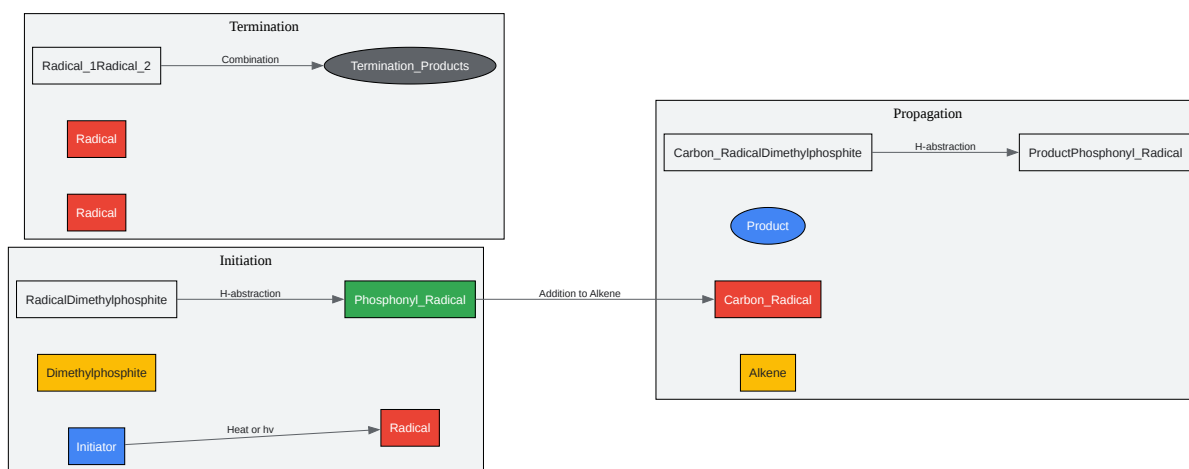 Termination
Radical_1Radical_2
Combination
Termination_Products
Radical
Radical
Initiation
RadicalDimethylphosphite
H-abstraction
Phosphonyl_Radical
Addition to Alkene
Dimethylphosphite
Initiator
Heat or hv
Radical
Propagation
Carbon_RadicalDimethylphosphite
H-abstraction
ProductPhosphonyl_Radical
Product
Carbon_Radical
Alkene